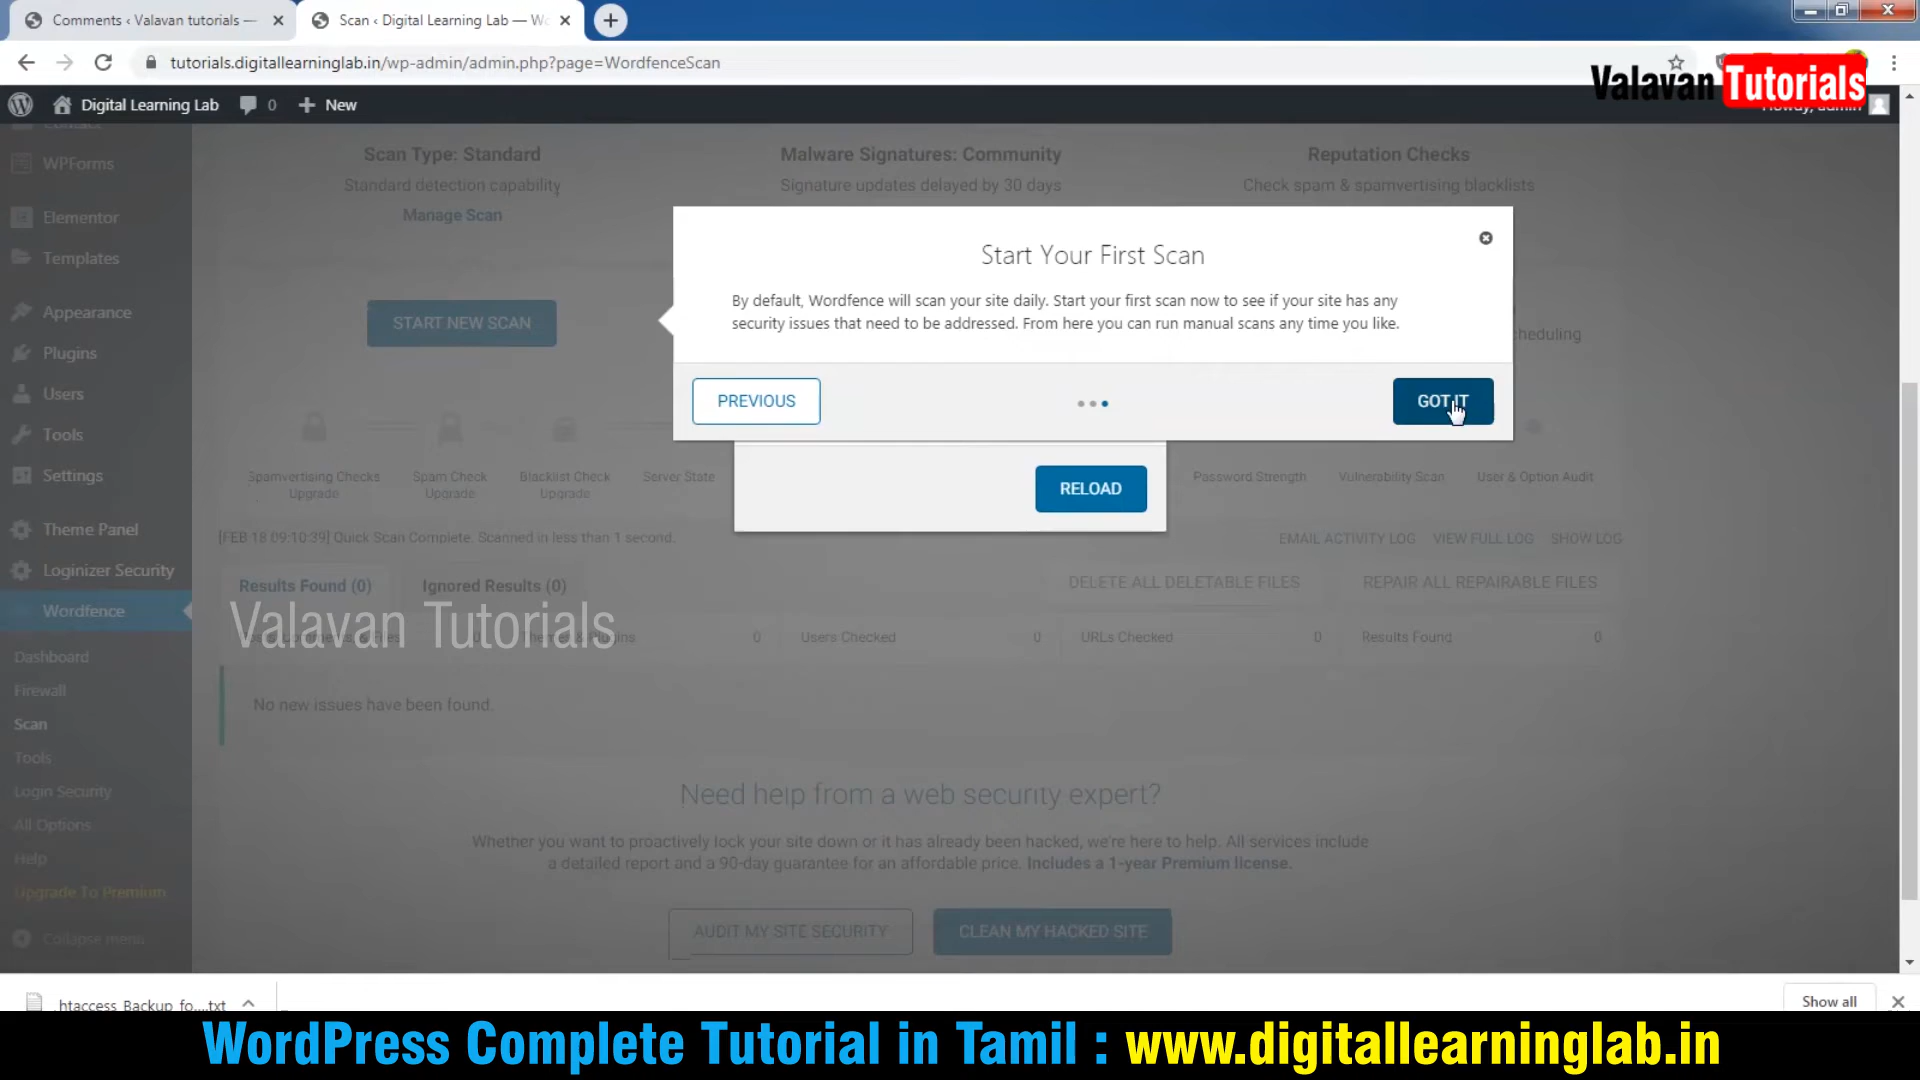 Comments ‹ Valavan tutorials —
Scan ‹ Digital Learning Lab — Wo
tutorials.digitallearninglab.in/wp-admin/admin.php?page=WordfenceScan
Valavan Tutorials
Digital Learning Lab
0
New
Howdy, admin
Contact
WPForms
Elementor
Templates
Appearance
Plugins
Users
Tools
Settings
Theme Panel
Loginizer Security
Wordfence
Dashboard
Firewall
Scan
Tools
Login Security
All Options
Help
Upgrade To Premium
Collapse menu
Scan Type: Standard
Standard detection capability
Manage Scan
Malware Signatures: Community
Signature updates delayed by 30 days
Reputation Checks
Check spam & spamvertising blacklists
START NEW SCAN
Start Your First Scan
By default, Wordfence will scan your site daily. Start your first scan now to see if your site has any
security issues that need to be addressed. From here you can run manual scans any time you like.
PREVIOUS
GOT IT
RELOAD
Spamvertising Checks
Upgrade
Spam Check
Upgrade
Blacklist Check
Upgrade
Server State
Password Strength
Vulnerability Scan
User & Option Audit
[FEB 18 09:10:39] Quick Scan Complete. Scanned in less than 1 second.
EMAIL ACTIVITY LOG
VIEW FULL LOG
SHOW LOG
Results Found (0)
Ignored Results (0)
DELETE ALL DELETABLE FILES
REPAIR ALL REPAIRABLE FILES
Valavan Tutorials
Posts, Comments, & Files 0
Themes & Plugins 0
Users Checked 0
URLs Checked 0
Results Found 0
No new issues have been found.
Need help from a web security expert?
Whether you want to proactively lock your site down or it has already been hacked, we're here to help. All services include
a detailed report and a 90-day guarantee for an affordable price. Includes a 1-year Premium license.
AUDIT MY SITE SECURITY
CLEAN MY HACKED SITE
htaccess_Backup_fo....txt
Show all
WordPress Complete Tutorial in Tamil : www.digitallearninglab.in